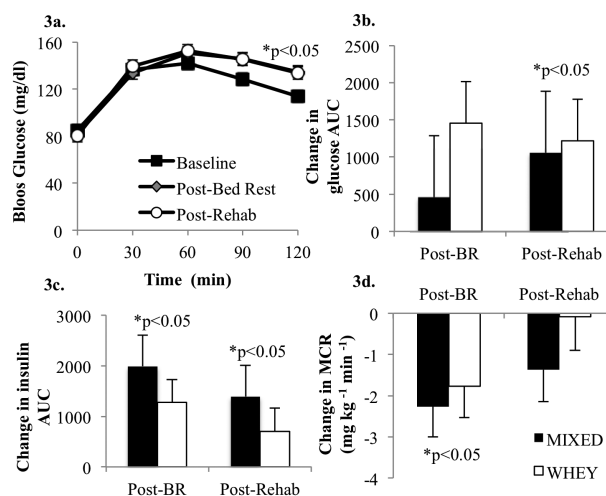 3a.
160
120
80
40
0
Bloos Glucose (mg/dl)
*p<0.05
Baseline
Post-Bed Rest
Post-Rehab
0 30 60 90 120
Time (min)
3b.
2500
2000
1500
1000
500
0
Change in
glucose AUC
*p<0.05
Post-BR Post-Rehab
3c.
3000
2000
1000
0
Change in insulin
AUC
*p<0.05
*p<0.05
Post-BR Post-Rehab
3d.
Post-BR Post-Rehab
0
-1
-2
-3
-4
Change in MCR
(mg kg -1 min -1)
*p<0.05
MIXED
WHEY